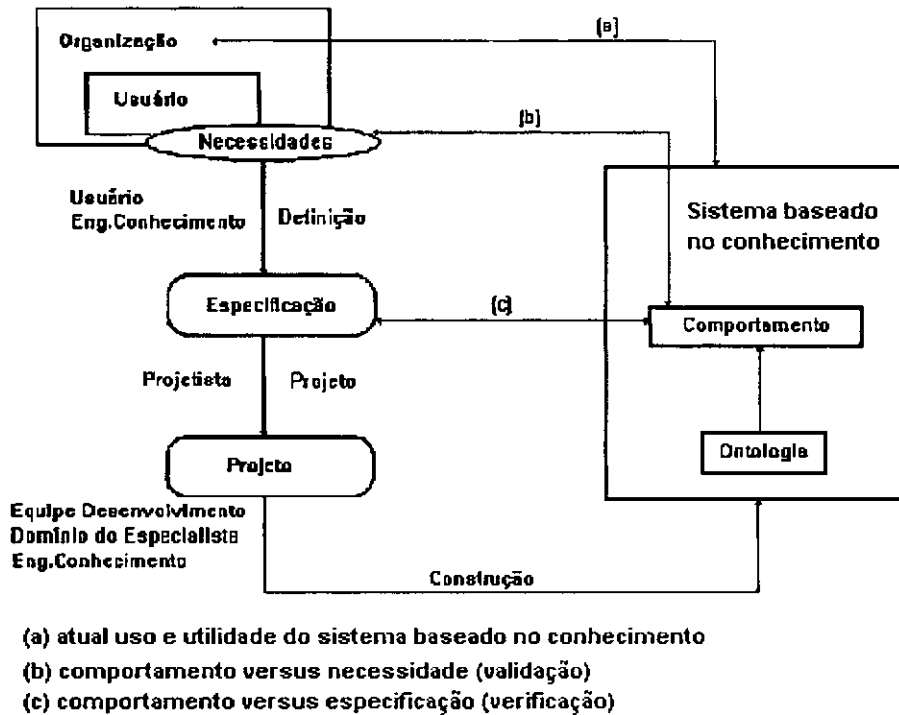 Organização
(a)
Usuário
(b)
Necessidades
Usuário
Eng.Conhecimento
Definição
Sistema baseado
no conhecimento
Especificação
(c)
Comportamento
Projetista
Projeto
Ontologia
Projeto
Equipe Desenvolvimento
Domínio do Especialista
Eng.Conhecimento
Construção
(a) atual uso e utilidade do sistema baseado no conhecimento
(b) comportamento versus necessidade (validação)
(c) comportamento versus especificação (verificação)